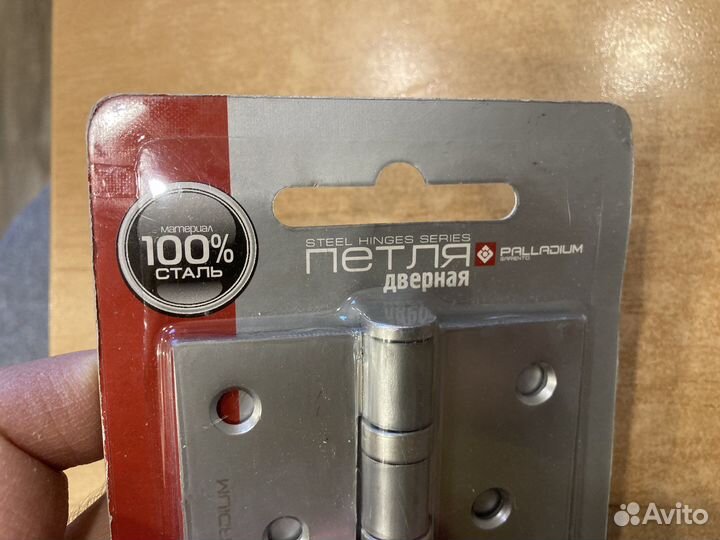 материал
100%
сталь
STEEL HINGES SERIES
петля
дверная
PALLADIUM
Avito